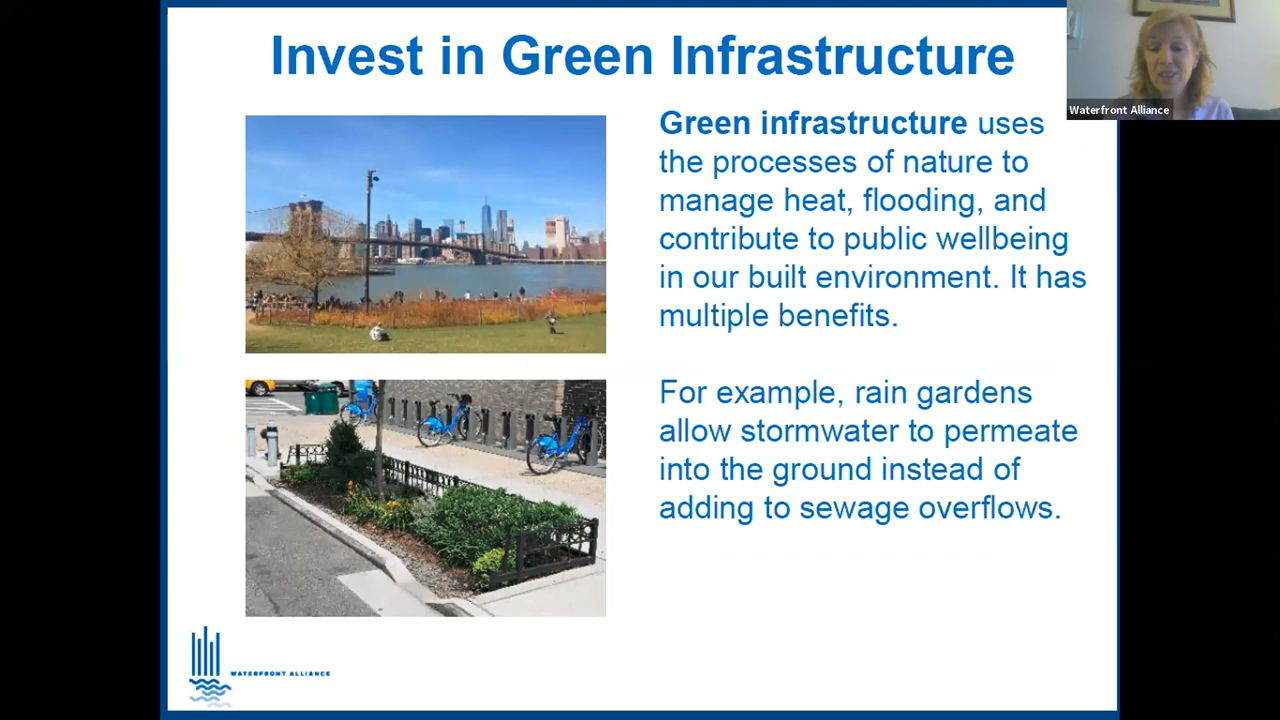 Invest in Green Infrastructure
Waterfront Alliance
Green infrastructure uses
the processes of nature to
manage heat, flooding, and
contribute to public wellbeing
in our built environment. It has
multiple benefits.
For example, rain gardens
allow stormwater to permeate
into the ground instead of
adding to sewage overflows.
WATERFRONT ALLIANCE